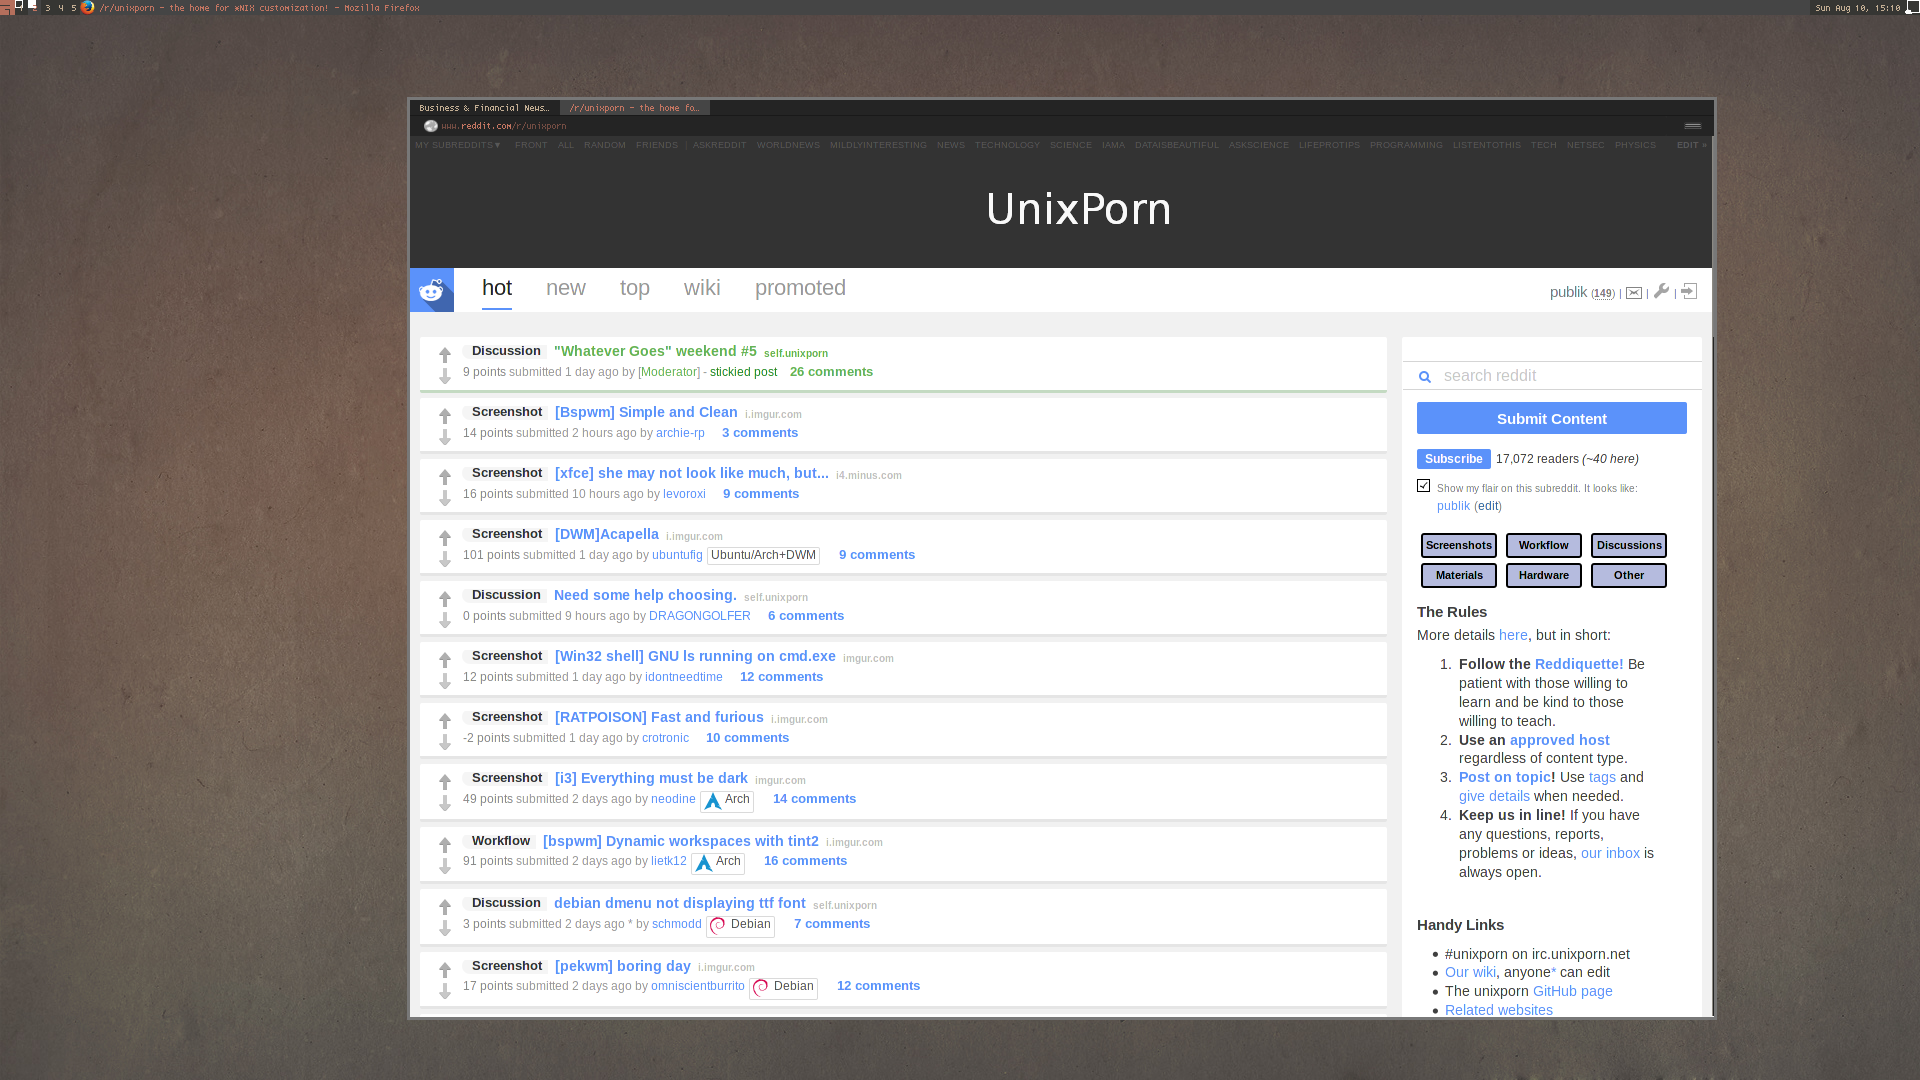 2 3 4 5 /r/unixporn - the home for *NIX customization! - Mozilla Firefox
Sun Aug 10, 15:10
Business & Financial News…
/r/unixporn - the home fo…
www.reddit.com/r/unixporn
MY SUBREDDITS▼ FRONT ALL RANDOM FRIENDS | ASKREDDIT WORLDNEWS MILDLYINTERESTING NEWS TECHNOLOGY SCIENCE IAMA DATAISBEAUTIFUL ASKSCIENCE LIFEPROTIPS PROGRAMMING LISTENTOTHIS TECH NETSEC PHYSICS EDIT »
UnixPorn
hot new top wiki promoted
publik (149) | | |
Discussion "Whatever Goes" weekend #5 self.unixporn
9 points submitted 1 day ago by [Moderator] - stickied post 26 comments
Screenshot [Bspwm] Simple and Clean i.imgur.com
14 points submitted 2 hours ago by archie-rp 3 comments
Screenshot [xfce] she may not look like much, but... i4.minus.com
16 points submitted 10 hours ago by levoroxi 9 comments
Screenshot [DWM]Acapella i.imgur.com
101 points submitted 1 day ago by ubuntufig Ubuntu/Arch+DWM 9 comments
Discussion Need some help choosing. self.unixporn
0 points submitted 9 hours ago by DRAGONGOLFER 6 comments
Screenshot [Win32 shell] GNU ls running on cmd.exe imgur.com
12 points submitted 1 day ago by idontneedtime 12 comments
Screenshot [RATPOISON] Fast and furious i.imgur.com
-2 points submitted 1 day ago by crotronic 10 comments
Screenshot [i3] Everything must be dark imgur.com
49 points submitted 2 days ago by neodine Arch 14 comments
Workflow [bspwm] Dynamic workspaces with tint2 i.imgur.com
91 points submitted 2 days ago by lietk12 Arch 16 comments
Discussion debian dmenu not displaying ttf font self.unixporn
3 points submitted 2 days ago * by schmodd Debian 7 comments
Screenshot [pekwm] boring day i.imgur.com
17 points submitted 2 days ago by omniscientburrito Debian 12 comments
search reddit
Submit Content
Subscribe 17,072 readers (~40 here)
Show my flair on this subreddit. It looks like:
publik (edit)
Screenshots Workflow Discussions
Materials Hardware Other
The Rules
More details here, but in short:
1. Follow the Reddiquette! Be
patient with those willing to
learn and be kind to those
willing to teach.
2. Use an approved host
regardless of content type.
3. Post on topic! Use tags and
give details when needed.
4. Keep us in line! If you have
any questions, reports,
problems or ideas, our inbox is
always open.
Handy Links
• #unixporn on irc.unixporn.net
• Our wiki, anyone* can edit
• The unixporn GitHub page
• Related websites